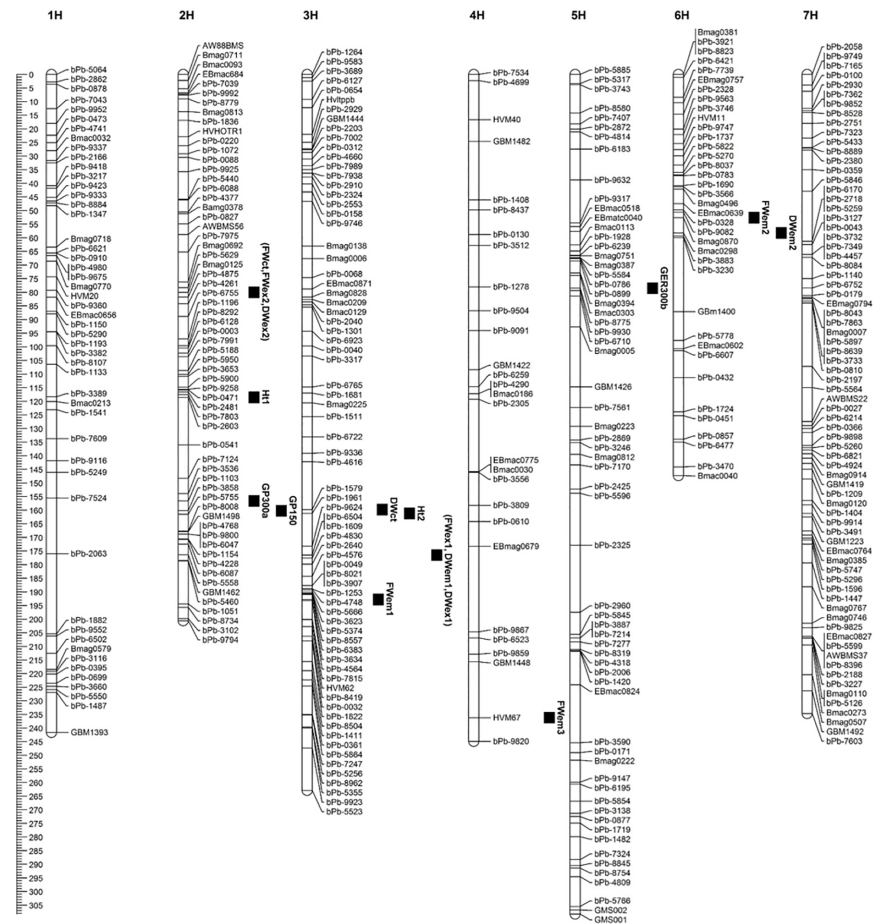 1H
2H
3H
4H
5H
6H
7H
0
5
10
15
20
25
30
35
40
45
50
55
60
65
70
75
80
85
90
95
100
105
110
115
120
125
130
135
140
145
150
155
160
165
170
175
180
185
190
195
200
205
210
215
220
225
230
235
240
245
250
255
260
265
270
275
280
285
290
295
300
305
bPb-5064
bPb-2862
bPb-0878
bPb-7043
bPb-9952
bPb-0473
bPb-4741
Bmac0032
bPb-9337
bPb-2166
bPb-9418
bPb-3217
bPb-9423
bPb-9333
bPb-8884
bPb-1347
Bmag0718
bPb-6621
bPb-0910
bPb-4980
bPb-9675
Bmag0770
HVM20
bPb-9360
EBmac0656
bPb-1150
bPb-5290
bPb-1193
bPb-3382
bPb-8107
bPb-1133
bPb-3389
Bmac0213
bPb-1541
bPb-7609
bPb-9116
bPb-5249
bPb-7524
bPb-2063
bPb-1882
bPb-9552
bPb-6502
Bmag0579
bPb-3116
bPb-0395
bPb-0699
bPb-3660
bPb-5550
bPb-1487
GBM1393
AW88BMS
Bmag0711
Bmac0093
EBmac684
bPb-7039
bPb-9992
bPb-8779
Bmag0813
bPb-1836
HVHOTR1
bPb-0220
bPb-1072
bPb-0088
bPb-9925
bPb-5440
bPb-6088
bPb-4377
Bamg0378
bPb-0827
AWBMS56
bPb-7975
Bmag0692
bPb-5629
Bmag0125
bPb-4875
bPb-4261
bPb-6755
bPb-1196
bPb-8292
bPb-6128
bPb-0003
bPb-7991
bPb-5188
bPb-5950
bPb-3653
bPb-5900
bPb-9258
bPb-0471
bPb-2481
bPb-7803
bPb-2603
bPb-0541
bPb-7124
bPb-3536
bPb-1103
bPb-3858
bPb-5755
bPb-8008
GBM1498
bPb-4768
bPb-9800
bPb-6047
bPb-1154
bPb-4228
bPb-6087
bPb-5558
GBM1462
bPb-5460
bPb-1051
bPb-8734
bPb-3102
bPb-9794
(FWct,FWex2,DWex2)
Ht1
GP300a
GP150
bPb-1264
bPb-9583
bPb-3689
bPb-6127
bPb-0654
Hvltppb
bPb-2929
GBM1444
bPb-2203
bPb-7002
bPb-0312
bPb-4660
bPb-7989
bPb-7938
bPb-2910
bPb-2324
bPb-2553
bPb-0158
bPb-9746
Bmag0138
Bmag0006
bPb-0068
EBmac0871
Bmag0828
Bmac0209
Bmac0129
bPb-2040
bPb-1301
bPb-6923
bPb-0040
bPb-3317
bPb-6765
bPb-1681
Bmag0225
bPb-1511
bPb-6722
bPb-9336
bPb-4616
bPb-1579
bPb-1961
bPb-9624
bPb-6504
bPb-1609
bPb-4830
bPb-2640
bPb-4576
bPb-0049
bPb-8021
bPb-3907
bPb-1253
bPb-4748
bPb-5666
bPb-3623
bPb-5374
bPb-8557
bPb-6383
bPb-3634
bPb-4564
bPb-7815
HVM62
bPb-8419
bPb-0032
bPb-1822
bPb-8504
bPb-1411
bPb-0361
bPb-5864
bPb-7247
bPb-5256
bPb-8962
bPb-5355
bPb-9923
bPb-5523
DWct
Ht2
(FWex1, DWem1,DWex1)
FWem1
bPb-7534
bPb-4699
HVM40
GBM1482
bPb-1408
bPb-8437
bPb-0130
bPb-3512
bPb-1278
bPb-9504
bPb-9091
GBM1422
bPb-6259
bPb-4290
Bmac0186
bPb-2305
EBmac0775
Bmac0030
bPb-3556
bPb-3809
bPb-0610
EBmag0679
bPb-9867
bPb-6523
bPb-9859
GBM1448
HVM67
bPb-9820
FWem3
bPb-5885
bPb-5317
bPb-3743
bPb-8580
bPb-7407
bPb-2872
bPb-4814
bPb-6183
bPb-9632
bPb-9317
EBmac0518
EBmatc0040
Bmac0113
bPb-1928
bPb-6239
Bmag0751
Bmag0387
bPb-5584
bPb-0786
bPb-0899
Bmag0394
Bmac0303
bPb-8775
bPb-9930
bPb-6710
Bmag0005
GBM1426
bPb-7561
Bmag0223
bPb-2869
bPb-3246
Bmag0812
bPb-7170
bPb-2425
bPb-5596
bPb-2325
bPb-2960
bPb-5845
bPb-3887
bPb-7214
bPb-7277
bPb-8319
bPb-4318
bPb-2006
bPb-1420
EBmac0824
bPb-3590
bPb-0171
Bmag0222
bPb-9147
bPb-6195
bPb-5854
bPb-3138
bPb-0877
bPb-1719
bPb-1482
bPb-7324
bPb-8845
bPb-8754
bPb-4809
bPb-5766
GMS002
GMS001
GER300b
Bmag0381
bPb-3921
bPb-8823
bPb-6421
bPb-7739
EBmag0757
bPb-2328
bPb-9563
bPb-3746
HVM11
bPb-9747
bPb-1737
bPb-5822
bPb-5270
bPb-8037
bPb-0783
bPb-1690
bPb-3566
Bmag0496
EBmac0639
bPb-0328
bPb-9082
Bmag0870
Bmac0298
bPb-3883
bPb-3230
GBm1400
bPb-5778
EBmac0602
bPb-6607
bPb-0432
bPb-1724
bPb-0451
bPb-0857
bPb-6477
bPb-3470
Bmac0040
FWem2
DWem2
bPb-2058
bPb-9749
bPb-7165
bPb-0100
bPb-2930
bPb-7362
bPb-9852
bPb-8528
bPb-2751
bPb-7323
bPb-5433
bPb-8889
bPb-2380
bPb-0359
bPb-5846
bPb-6170
bPb-2718
bPb-5259
bPb-3127
bPb-0043
bPb-3732
bPb-7349
bPb-4457
bPb-8084
bPb-1140
bPb-6752
bPb-0179
EBmag0794
bPb-8043
bPb-7863
Bmag0007
bPb-5897
bPb-8639
bPb-3733
bPb-0810
bPb-2197
bPb-5564
AWBMS22
bPb-0027
bPb-6214
bPb-0366
bPb-9898
bPb-5260
bPb-6821
bPb-4924
Bmag0914
GBM1419
bPb-1209
Bmag0120
bPb-1404
bPb-9914
bPb-3491
GBM1223
EBmac0764
Bmag0385
bPb-5747
bPb-5296
bPb-1596
bPb-1447
Bmag0767
Bmag0746
bPb-9825
EBmac0827
bPb-5599
AWBMS37
bPb-8396
bPb-2188
bPb-3227
Bmag0110
bPb-5126
Bmac0273
Bmag0507
GBM1492
bPb-7603